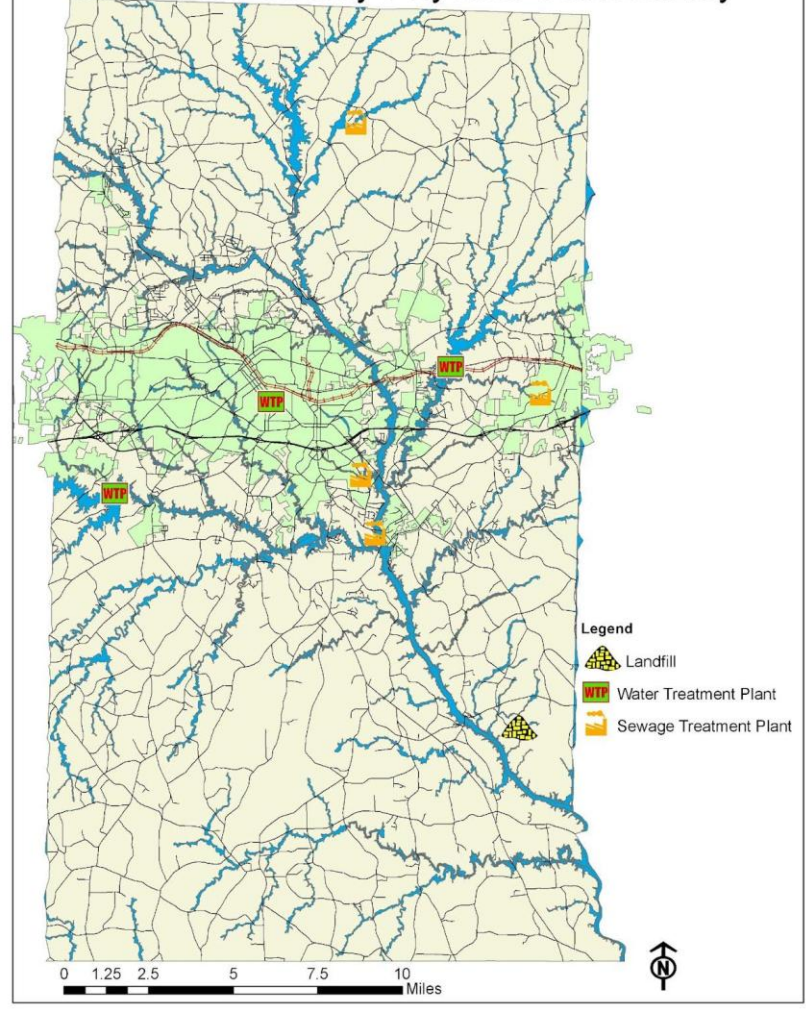 WTP
WTP
WTP
Legend
Landfill
WTP Water Treatment Plant
Sewage Treatment Plant
0 1.25 2.5 5 7.5 10
Miles
N